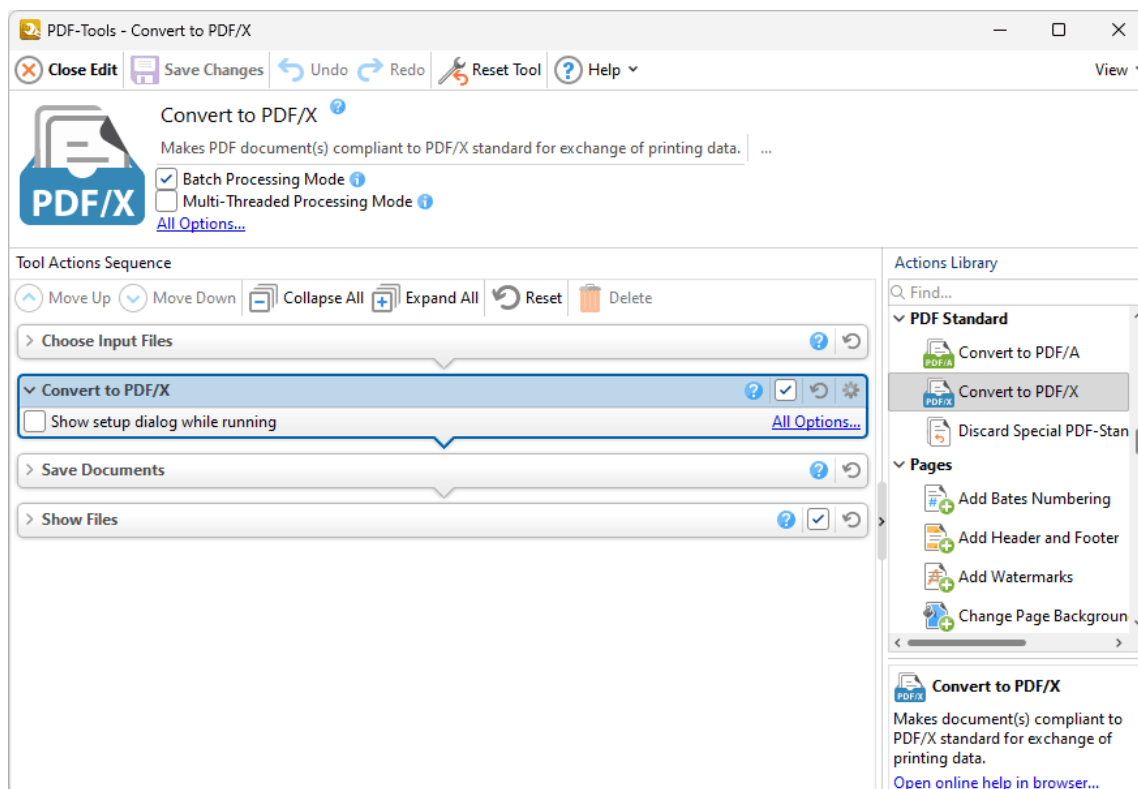 PDF-Tools - Convert to PDF/X
Close Edit Save Changes Undo Redo Reset Tool ? Help View
Convert to PDF/X ?
Makes PDF document(s) compliant to PDF/X standard for exchange of printing data. ...
PDF/X
Batch Processing Mode i
Multi-Threaded Processing Mode i
All Options...
Tool Actions Sequence
Move Up Move Down Collapse All Expand All Reset Delete
Choose Input Files ?
Convert to PDF/X ?
Show setup dialog while running All Options...
Save Documents ?
Show Files ?
Actions Library
Find...
PDF Standard
PDF/A Convert to PDF/A
PDF/X Convert to PDF/X
Discard Special PDF-Stan
Pages
# Add Bates Numbering
Add Header and Footer
Add Watermarks
Change Page Backgroun
PDF/X Convert to PDF/X
Makes document(s) compliant to
PDF/X standard for exchange of
printing data.
Open online help in browser...